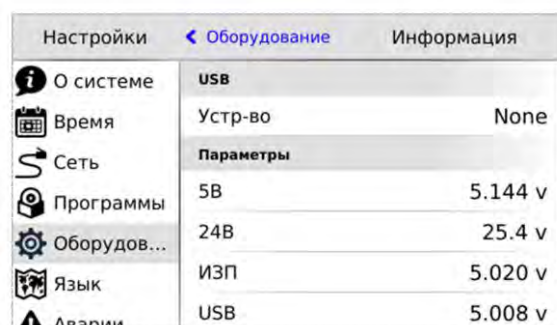 Настройки
Оборудование
Информация
О системе
Время
Сеть
Программы
Оборудов...
Язык
Аварии
USB
Устр-во None
Параметры
5В 5.144 v
24В 25.4 v
ИЗП 5.020 v
USB 5.008 v